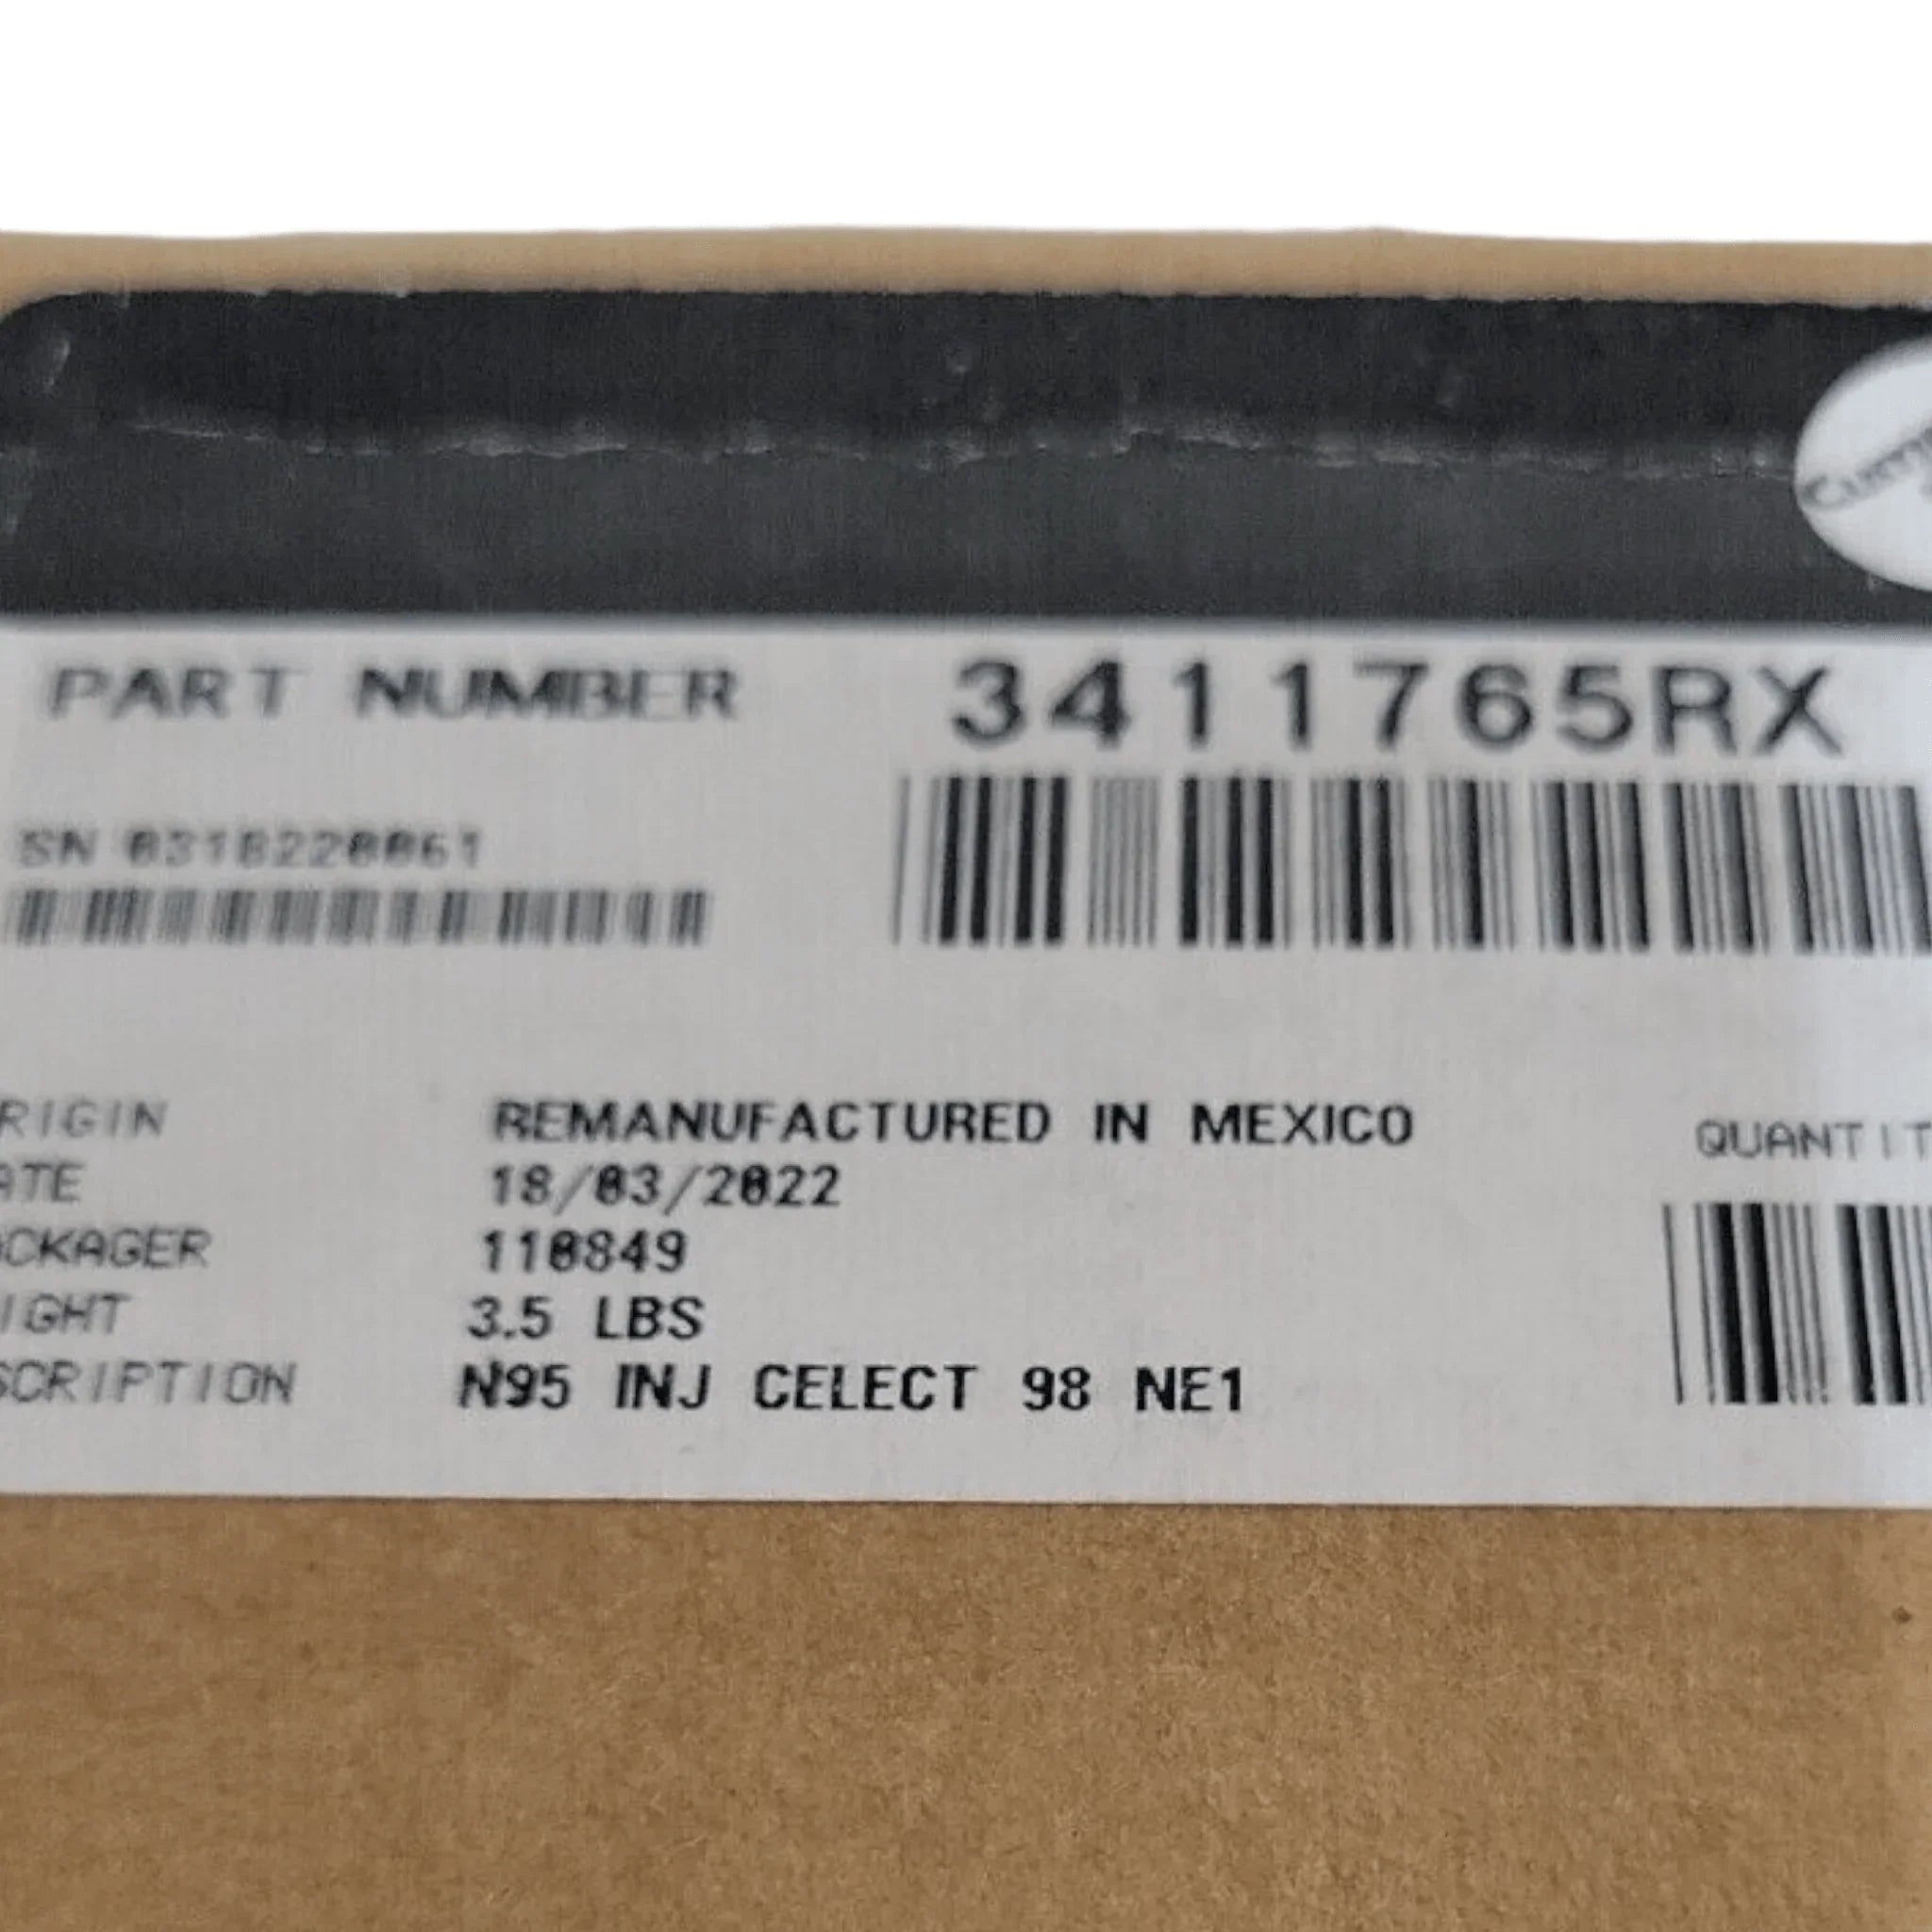 PART NUMBER 3411765RX
SN 0318220061
RIGIN REMANUFACTURED IN MEXICO QUANTIT
ATE 18/03/2022
ACKAGER 110849
IGHT 3.5 LBS
SCRIPTION N95 INJ CELECT 98 NE1